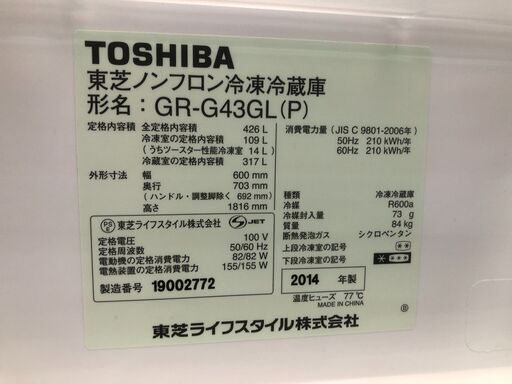 TOSHIBA
東芝ノンフロン冷凍冷蔵庫
形名：GR-G43GL(P)
定格内容積 全定格内容積 426 L
冷凍室の定格内容積 109 L
(うちツースター性能冷凍室 14 L)
冷蔵室の定格内容積 317 L
外形寸法 幅 600 mm
奥行 703 mm
(ハンドル・調整脚除く 692 mm)
高さ 1816 mm
消費電力量 (JIS C 9801-2006年)
50Hz 210 kWh/年
60Hz 210 kWh/年
種類 冷凍冷蔵庫
冷媒 R600a
冷媒封入量 73 g
質量 84 kg
断熱発泡ガス シクロペンタン
上段冷凍室の記号 **
下段冷凍室の記号 * ***
PS E 東芝ライフスタイル株式会社 JET
定格電圧 100 V
定格周波数 50/60 Hz
電動機の定格消費電力 82/82 W
電熱装置の定格消費電力 155/155 W
製造番号 19002772
2014 年製
温度ヒューズ 77℃
MADE IN CHINA
B
東芝ライフスタイル株式会社